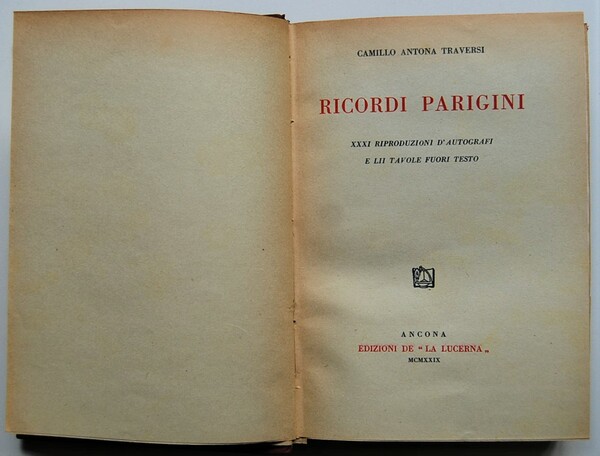 CAMILLO ANTONA TRAVERSI
RICORDI PARIGINI
XXXI RIPRODUZIONI D'AUTOGRAFI
E LII TAVOLE FUORI TESTO
ANCONA
EDIZIONI DE "LA LUCERNA„
MCMXXIX